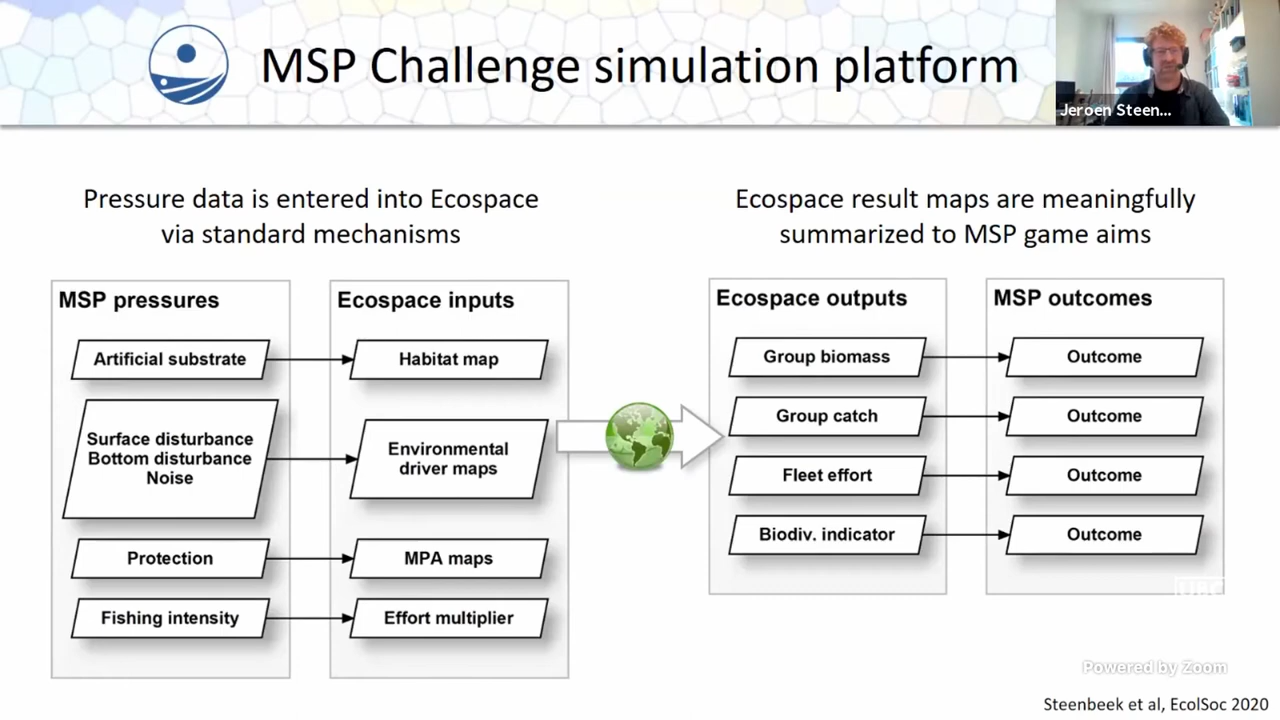 MSP Challenge simulation platform
Jeroen Steen...
Pressure data is entered into Ecospace
via standard mechanisms
Ecospace result maps are meaningfully
summarized to MSP game aims
MSP pressures
Artificial substrate
Surface disturbance
Bottom disturbance
Noise
Protection
Fishing intensity
Ecospace inputs
Habitat map
Environmental
driver maps
MPA maps
Effort multiplier
Ecospace outputs
Group biomass
Group catch
Fleet effort
Biodiv. indicator
MSP outcomes
Outcome
Outcome
Outcome
Outcome
UBC
Powered by Zoom
Steenbeek et al, EcolSoc 2020